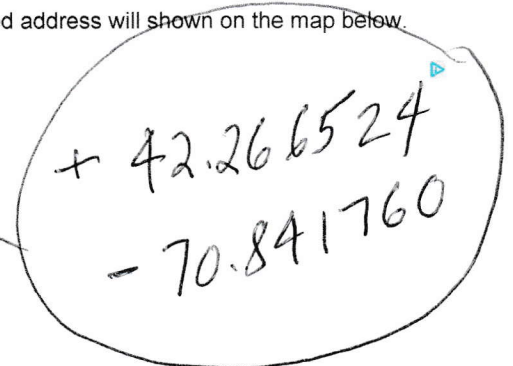 d address will shown on the map below.
+ 42.266524
- 70.841760